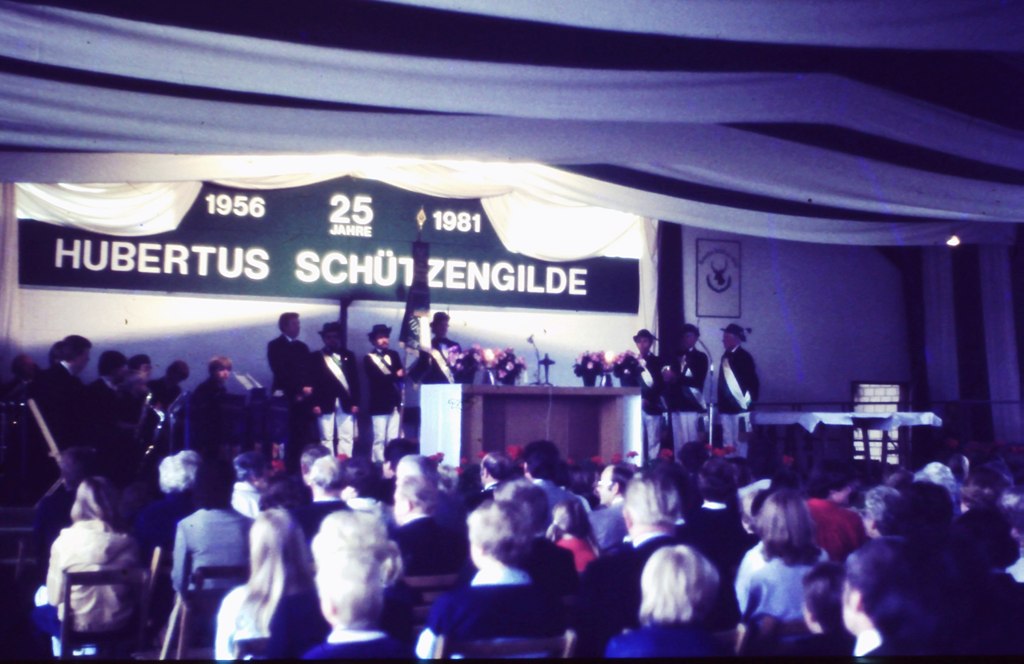 1956 25 1981
JAHRE
HUBERTUS SCHÜTZENGILDE